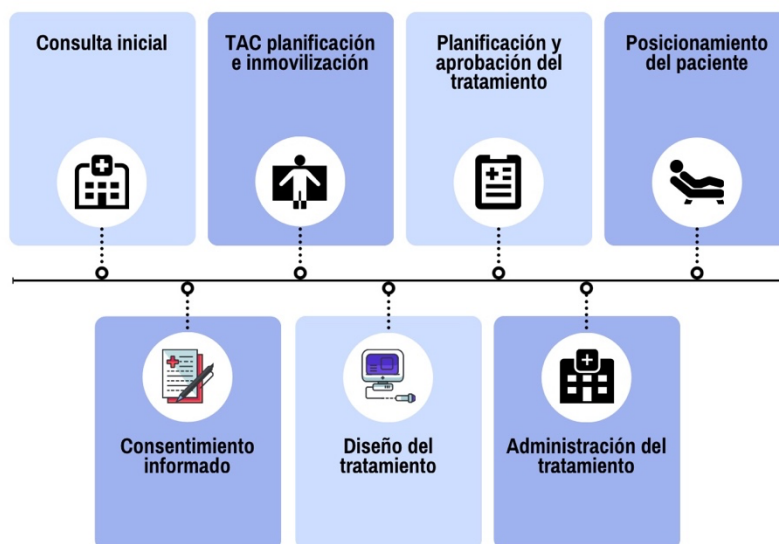 Consulta inicial
TAC planificación
e inmovilización
Planificación y
aprobación del
tratamiento
Posicionamiento
del paciente
Consentimiento
informado
Diseño del
tratamiento
Administración del
tratamiento